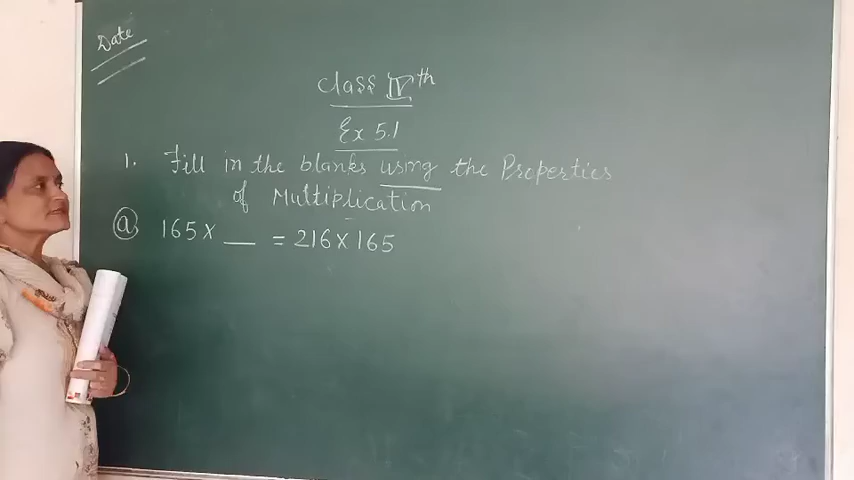 Date
Class IVth
Ex 5.1
1. Fill in the blanks using the Properties
of Multiplication
(a) 165 × __ = 216 × 165